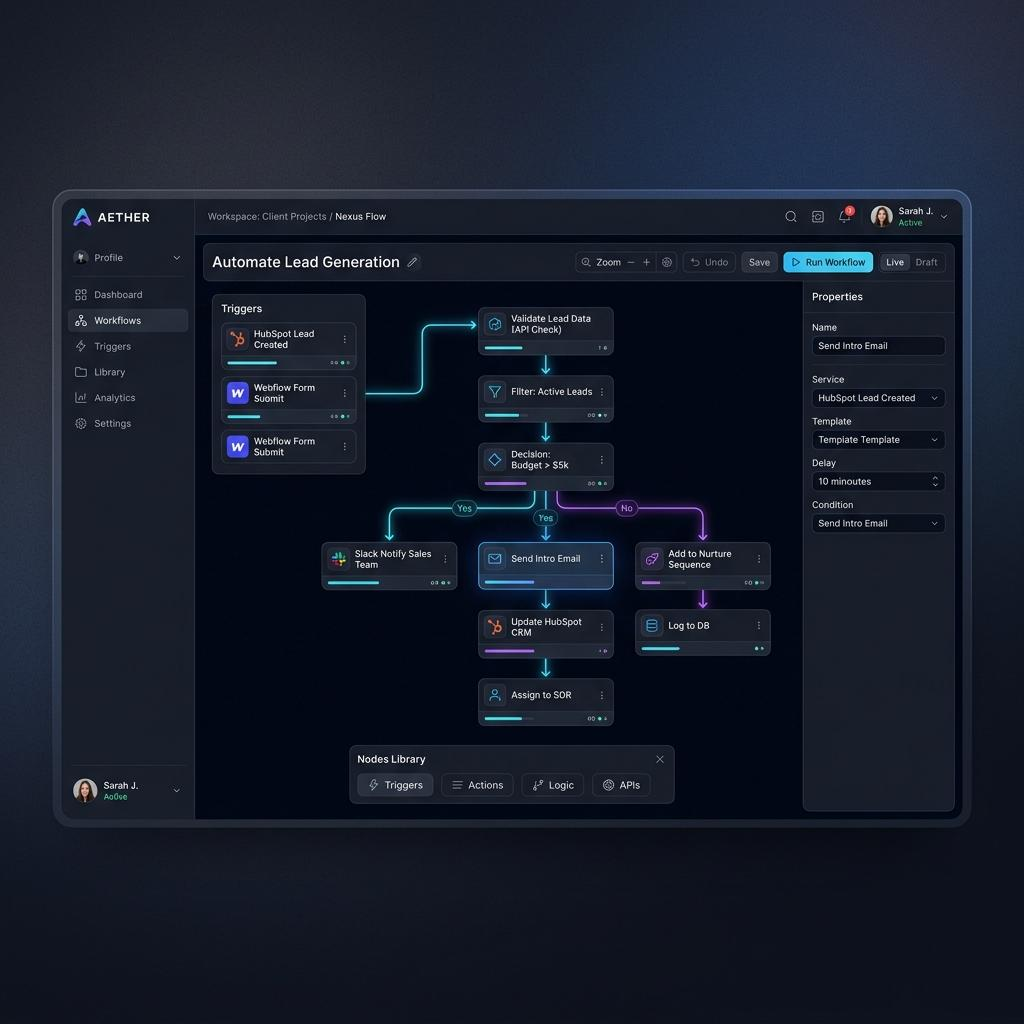 AETHER
Workspace: Client Projects / Nexus Flow
3
Sarah J.
Active
Profile
Dashboard
Workflows
Triggers
Library
Analytics
Settings
Sarah J.
Automate Lead Generation
Zoom
Undo
Save
Run Workflow
Live
Draft
Triggers
HubSpot Lead
Created
Webflow Form
Suomit
Webflow Form
Submit
Validate Lead Data
(API Check)
Filter: Active Leads
Decision:
Budget > $5k
Yes
Yes
No
Slack Notify Sales
Team
Send Intro Email
Add to Nurture
Sequence
Update HubSpot
CRM
Log to DB
Assign to SOR
Nodes Library
Triggers
Actions
Logic
APIs
Properties
Name
Send Intro Email
Service
HubSpot Lead Created
Template
Template Template
Delay
10 minoutes
Condition
Send Intro Email